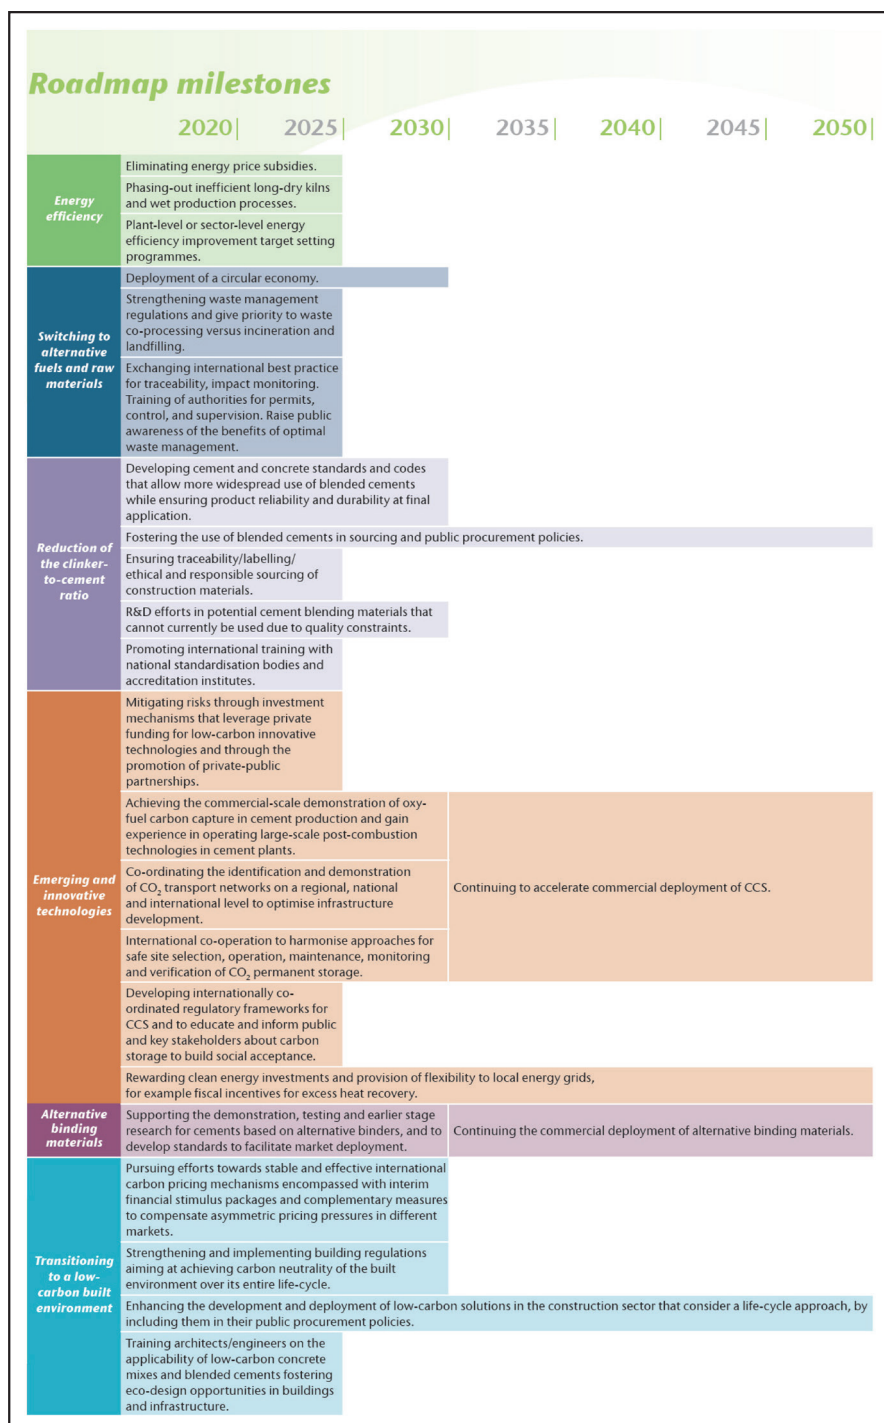 Roadmap milestones
2020 2025 2030 2035 2040 2045 2050
Energy
efficiency
Eliminating energy price subsidies.
Phasing-out inefficient long-dry kilns
and wet production processes.
Plant-level or sector-level energy
efficiency improvement target setting
programmes.
Switching to
alternative
fuels and raw
materials
Deployment of a circular economy.
Strengthening waste management
regulations and give priority to waste
co-processing versus incineration and
landfilling.
Exchanging international best practice
for traceability, impact monitoring.
Training of authorities for permits,
control, and supervision. Raise public
awareness of the benefits of optimal
waste management.
Reduction of
the clinker-
to-cement
ratio
Developing cement and concrete standards and codes
that allow more widespread use of blended cements
while ensuring product reliability and durability at final
application.
Fostering the use of blended cements in sourcing and public procurement policies.
Ensuring traceability/labelling/
ethical and responsible sourcing of
construction materials.
R&D efforts in potential cement blending materials that
cannot currently be used due to quality constraints.
Promoting international training with
national standardisation bodies and
accreditation institutes.
Emerging and
innovative
technologies
Mitigating risks through investment
mechanisms that leverage private
funding for low-carbon innovative
technologies and through the
promotion of private-public
partnerships.
Achieving the commercial-scale demonstration of oxy-
fuel carbon capture in cement production and gain
experience in operating large-scale post-combustion
technologies in cement plants.
Co-ordinating the identification and demonstration
of CO₂ transport networks on a regional, national
and international level to optimise infrastructure
development.
International co-operation to harmonise approaches for
safe site selection, operation, maintenance, monitoring
and verification of CO₂ permanent storage.
Continuing to accelerate commercial deployment of CCS.
Developing internationally co-
ordinated regulatory frameworks for
CCS and to educate and inform public
and key stakeholders about carbon
storage to build social acceptance.
Rewarding clean energy investments and provision of flexibility to local energy grids,
for example fiscal incentives for excess heat recovery.
Alternative
binding
materials
Supporting the demonstration, testing and earlier stage
research for cements based on alternative binders, and to
develop standards to facilitate market deployment.
Continuing the commercial deployment of alternative binding materials.
Transitioning
to a low-
carbon built
environment
Pursuing efforts towards stable and effective international
carbon pricing mechanisms encompassed with interim
financial stimulus packages and complementary measures
to compensate asymmetric pricing pressures in different
markets.
Strengthening and implementing building regulations
aiming at achieving carbon neutrality of the built
environment over its entire life-cycle.
Enhancing the development and deployment of low-carbon solutions in the construction sector that consider a life-cycle approach, by
including them in their public procurement policies.
Training architects/engineers on the
applicability of low-carbon concrete
mixes and blended cements fostering
eco-design opportunities in buildings
and infrastructure.